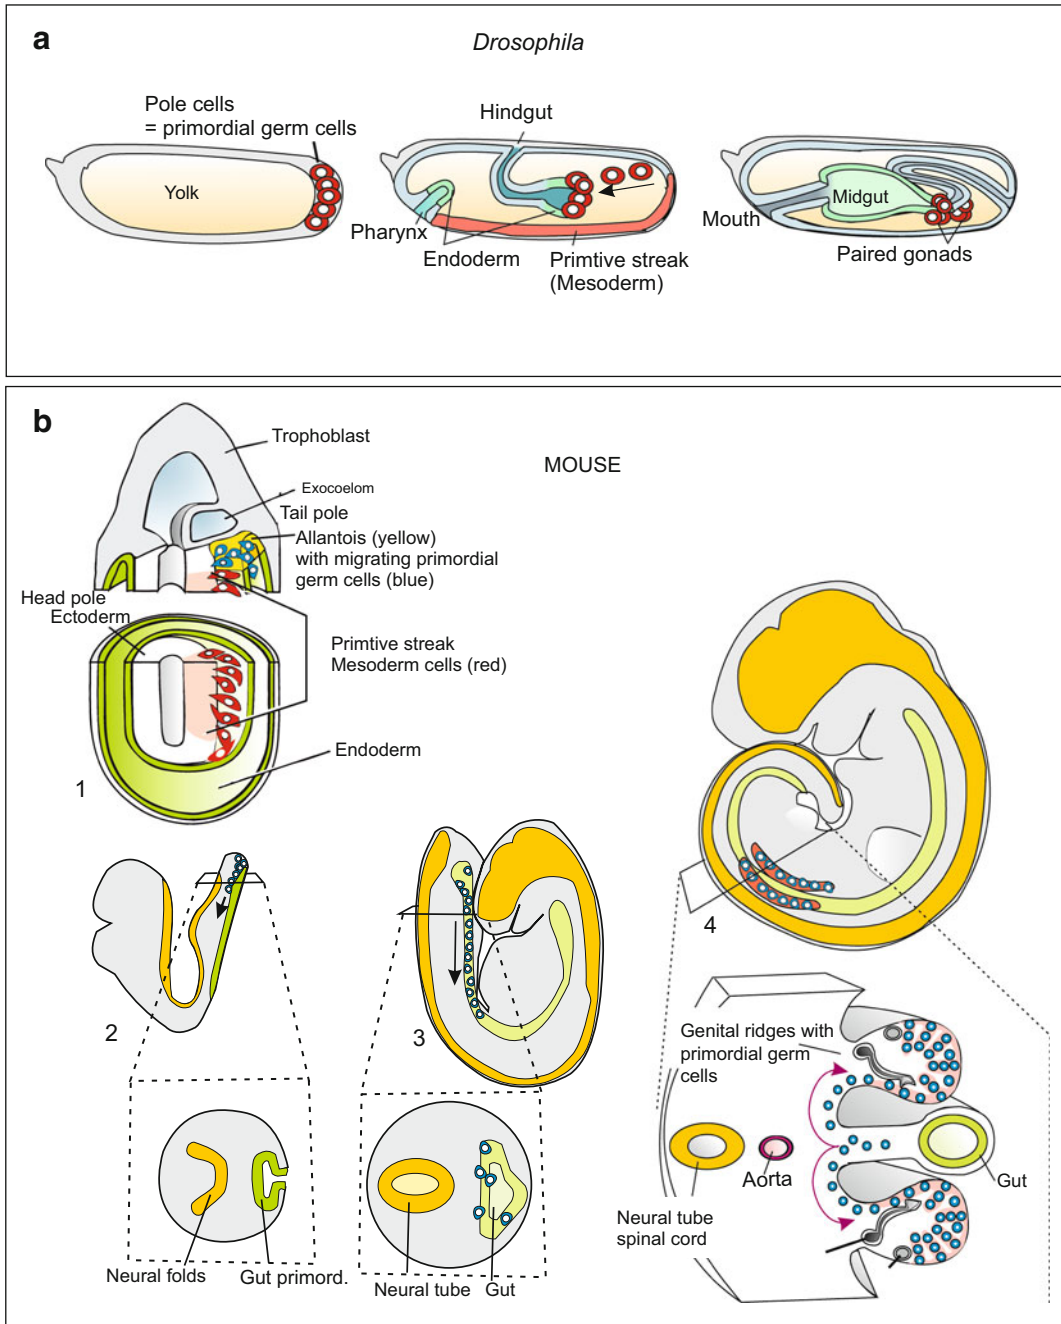 a
Drosophila
Pole cells
= primordial germ cells
Yolk
Hindgut
Pharynx
Endoderm
Primtive streak
(Mesoderm)
Mouth
Midgut
Paired gonads
b
MOUSE
Trophoblast
Exocoelom
Tail pole
Allantois (yellow)
with migrating primordial
germ cells (blue)
Head pole
Ectoderm
Primtive streak
Mesoderm cells (red)
Endoderm
1
2
Neural folds
Gut primord.
3
Neural tube
Gut
4
Genital ridges with
primordial germ
cells
Aorta
Gut
Neural tube
spinal cord